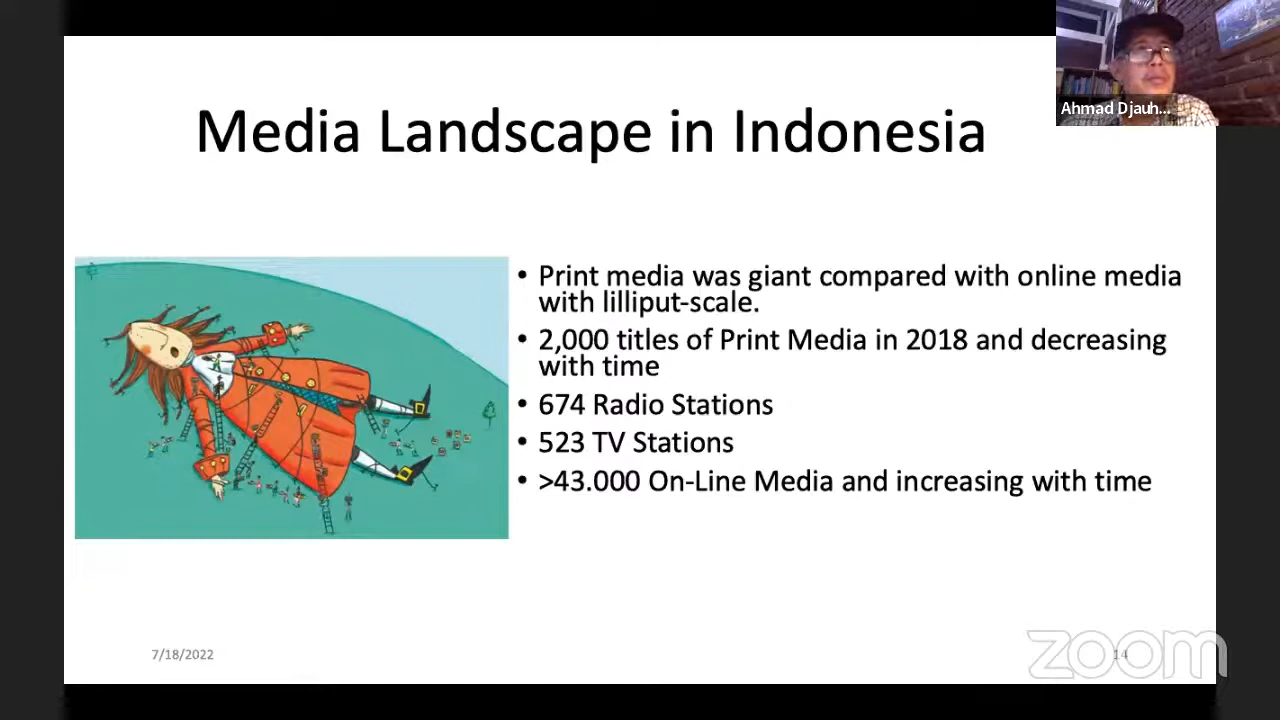 Ahmad Djauh...
Media Landscape in Indonesia
• Print media was giant compared with online media
with lilliput-scale.
• 2,000 titles of Print Media in 2018 and decreasing
with time
• 674 Radio Stations
• 523 TV Stations
• >43.000 On-Line Media and increasing with time
7/18/2022
14
zoom